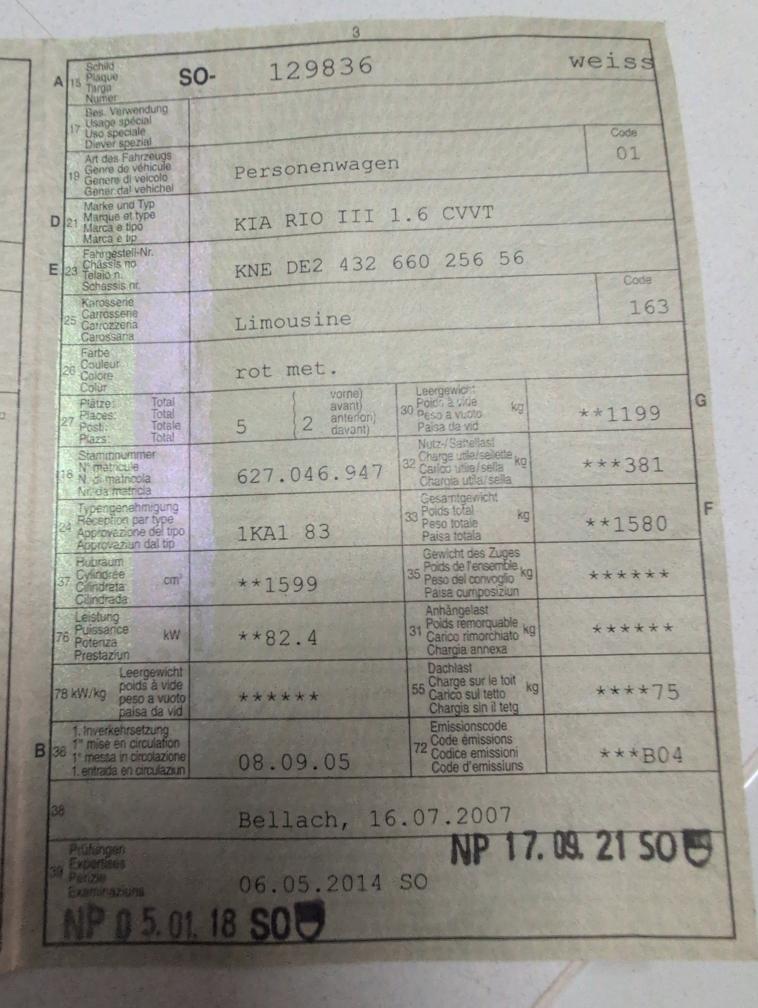 3
A 15 Schild SO- 129836 weiss
Plaque
Targa
Numer
17 Bes. Verwendung
Usage spécial
Uso speciale
Diever spezial
19 Art des Fahrzeugs Personenwagen Code 01
Genre de véhicule
Genere di veicolo
Gener dal vehichel
D 21 Marke und Typ KIA RIO III 1.6 CVVT
Marque et type
Marca e tipo
Marca e tip
E 23 Fahrgestell-Nr. KNE DE2 432 660 256 56
Châssis no
Telaio n.
Schassis nr.
25 Karosserie Limousine Code 163
Carrosserie
Carrozzeria
Carossaria
26 Farbe rot met.
Couleur
Colore
Colur
27 Plätze: Total 5 2 vorne)
Places: Total avant)
Posti: Totale anteriori)
Plazs: Total davant)
30 Leergewicht kg **1199 G
Poids à vide
Peso a vuoto
Paisa da vid
18 Stammnummer 627.046.947
N° matricule
N. di matricola
Nr. da matricla
32 Nutz-/Sattellast kg ***381
Charge utile/sellette
Carico utile/sella
Chargia utila/sella
24 Typengenehmigung 1KA1 83
Réception par type
Approvazione del tipo
Approvaziun dal tip
33 Gesamtgewicht kg **1580 F
Poids total
Peso totale
Paisa totala
37 Hubraum cm³ **1599
Cylindrée
Cilindrata
Cilindrada
35 Gewicht des Zuges kg ******
Poids de l'ensemble
Peso del convoglio
Paisa cumposiziun
76 Leistung kW **82.4
Puissance
Potenza
Prestaziun
31 Anhängelast kg ******
Poids remorquable
Carico rimorchiato
Chargia annexa
78 kW/kg Leergewicht ******
poids à vide
peso a vuoto
paisa da vid
55 Dachlast kg ****75
Charge sur le toit
Carico sul tetto
Chargia sin il tetg
B 36 1. Inverkehrsetzung 08.09.05
1re mise en circulation
1a messa in circolazione
1. entrada en circulaziun
72 Emissionscode ***B04
Code émissions
Codice emissioni
Code d'emissiuns
38 Bellach, 16.07.2007
NP 17.09.21 SO
39 Prüfungen 06.05.2014 SO
Expertises
Perizie
Examinaziuns
NP 05.01.18 SO